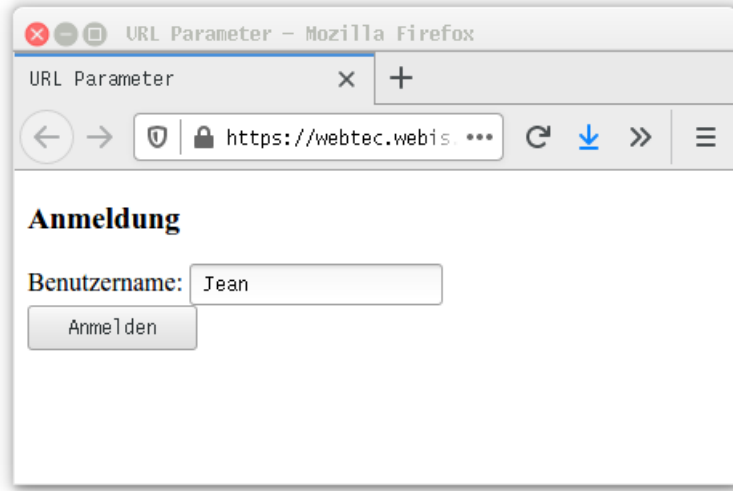 URL Parameter – Mozilla Firefox
URL Parameter
https://webtec.webis.
Anmeldung
Benutzername: Jean
Anmelden